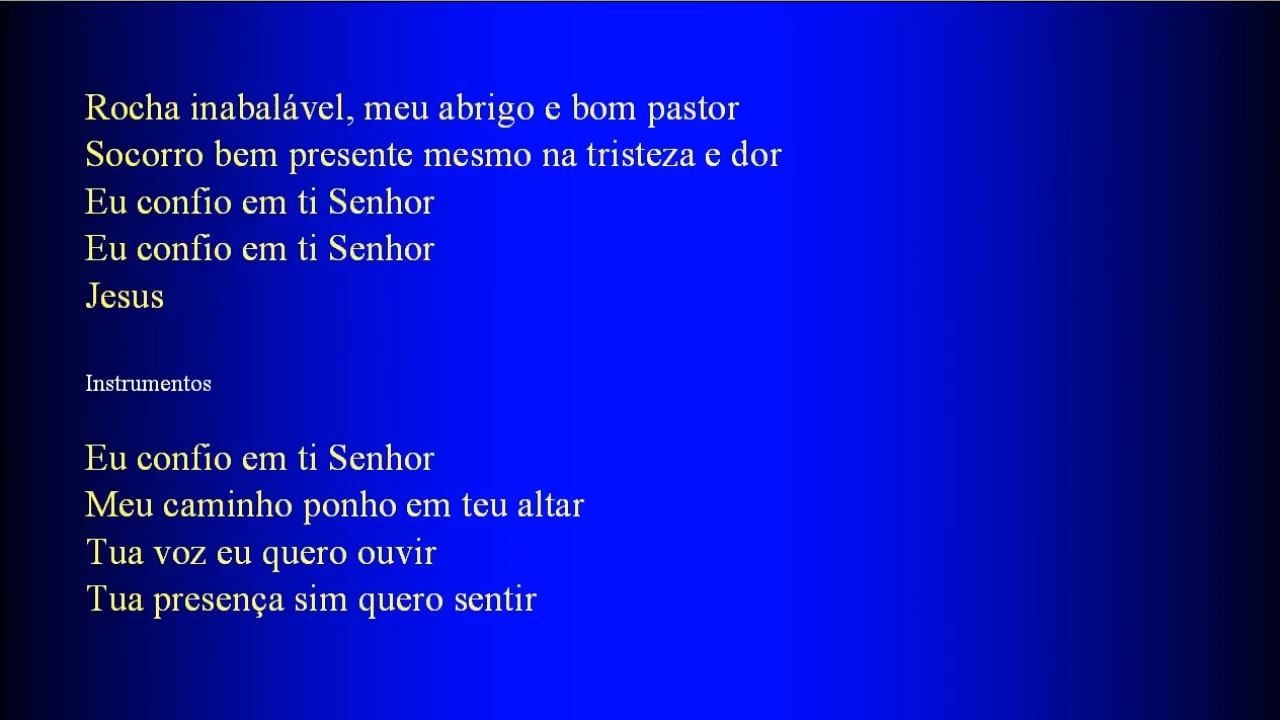 Rocha inabalável, meu abrigo e bom pastor
Socorro bem presente mesmo na tristeza e dor
Eu confio em ti Senhor
Eu confio em ti Senhor
Jesus
Instrumentos
Eu confio em ti Senhor
Meu caminho ponho em teu altar
Tua voz eu quero ouvir
Tua presença sim quero sentir